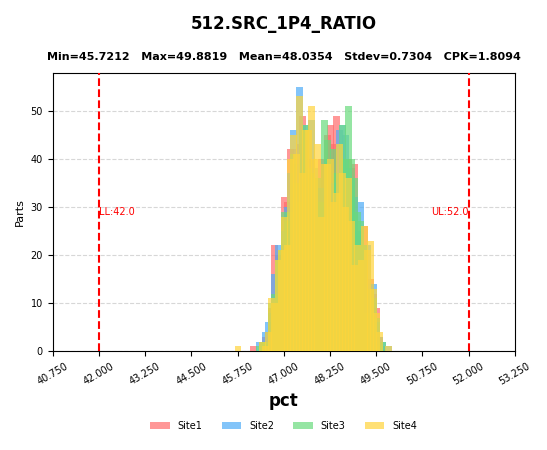 512.SRC_1P4_RATIO
Min=45.7212 Max=49.8819 Mean=48.0354 Stdev=0.7304 CPK=1.8094
Parts
50
40
30
20
10
0
LL:42.0
UL:52.0
40.750 42.000 43.250 44.500 45.750 47.000 48.250 49.500 50.750 52.000 53.250
pct
Site1 Site2 Site3 Site4